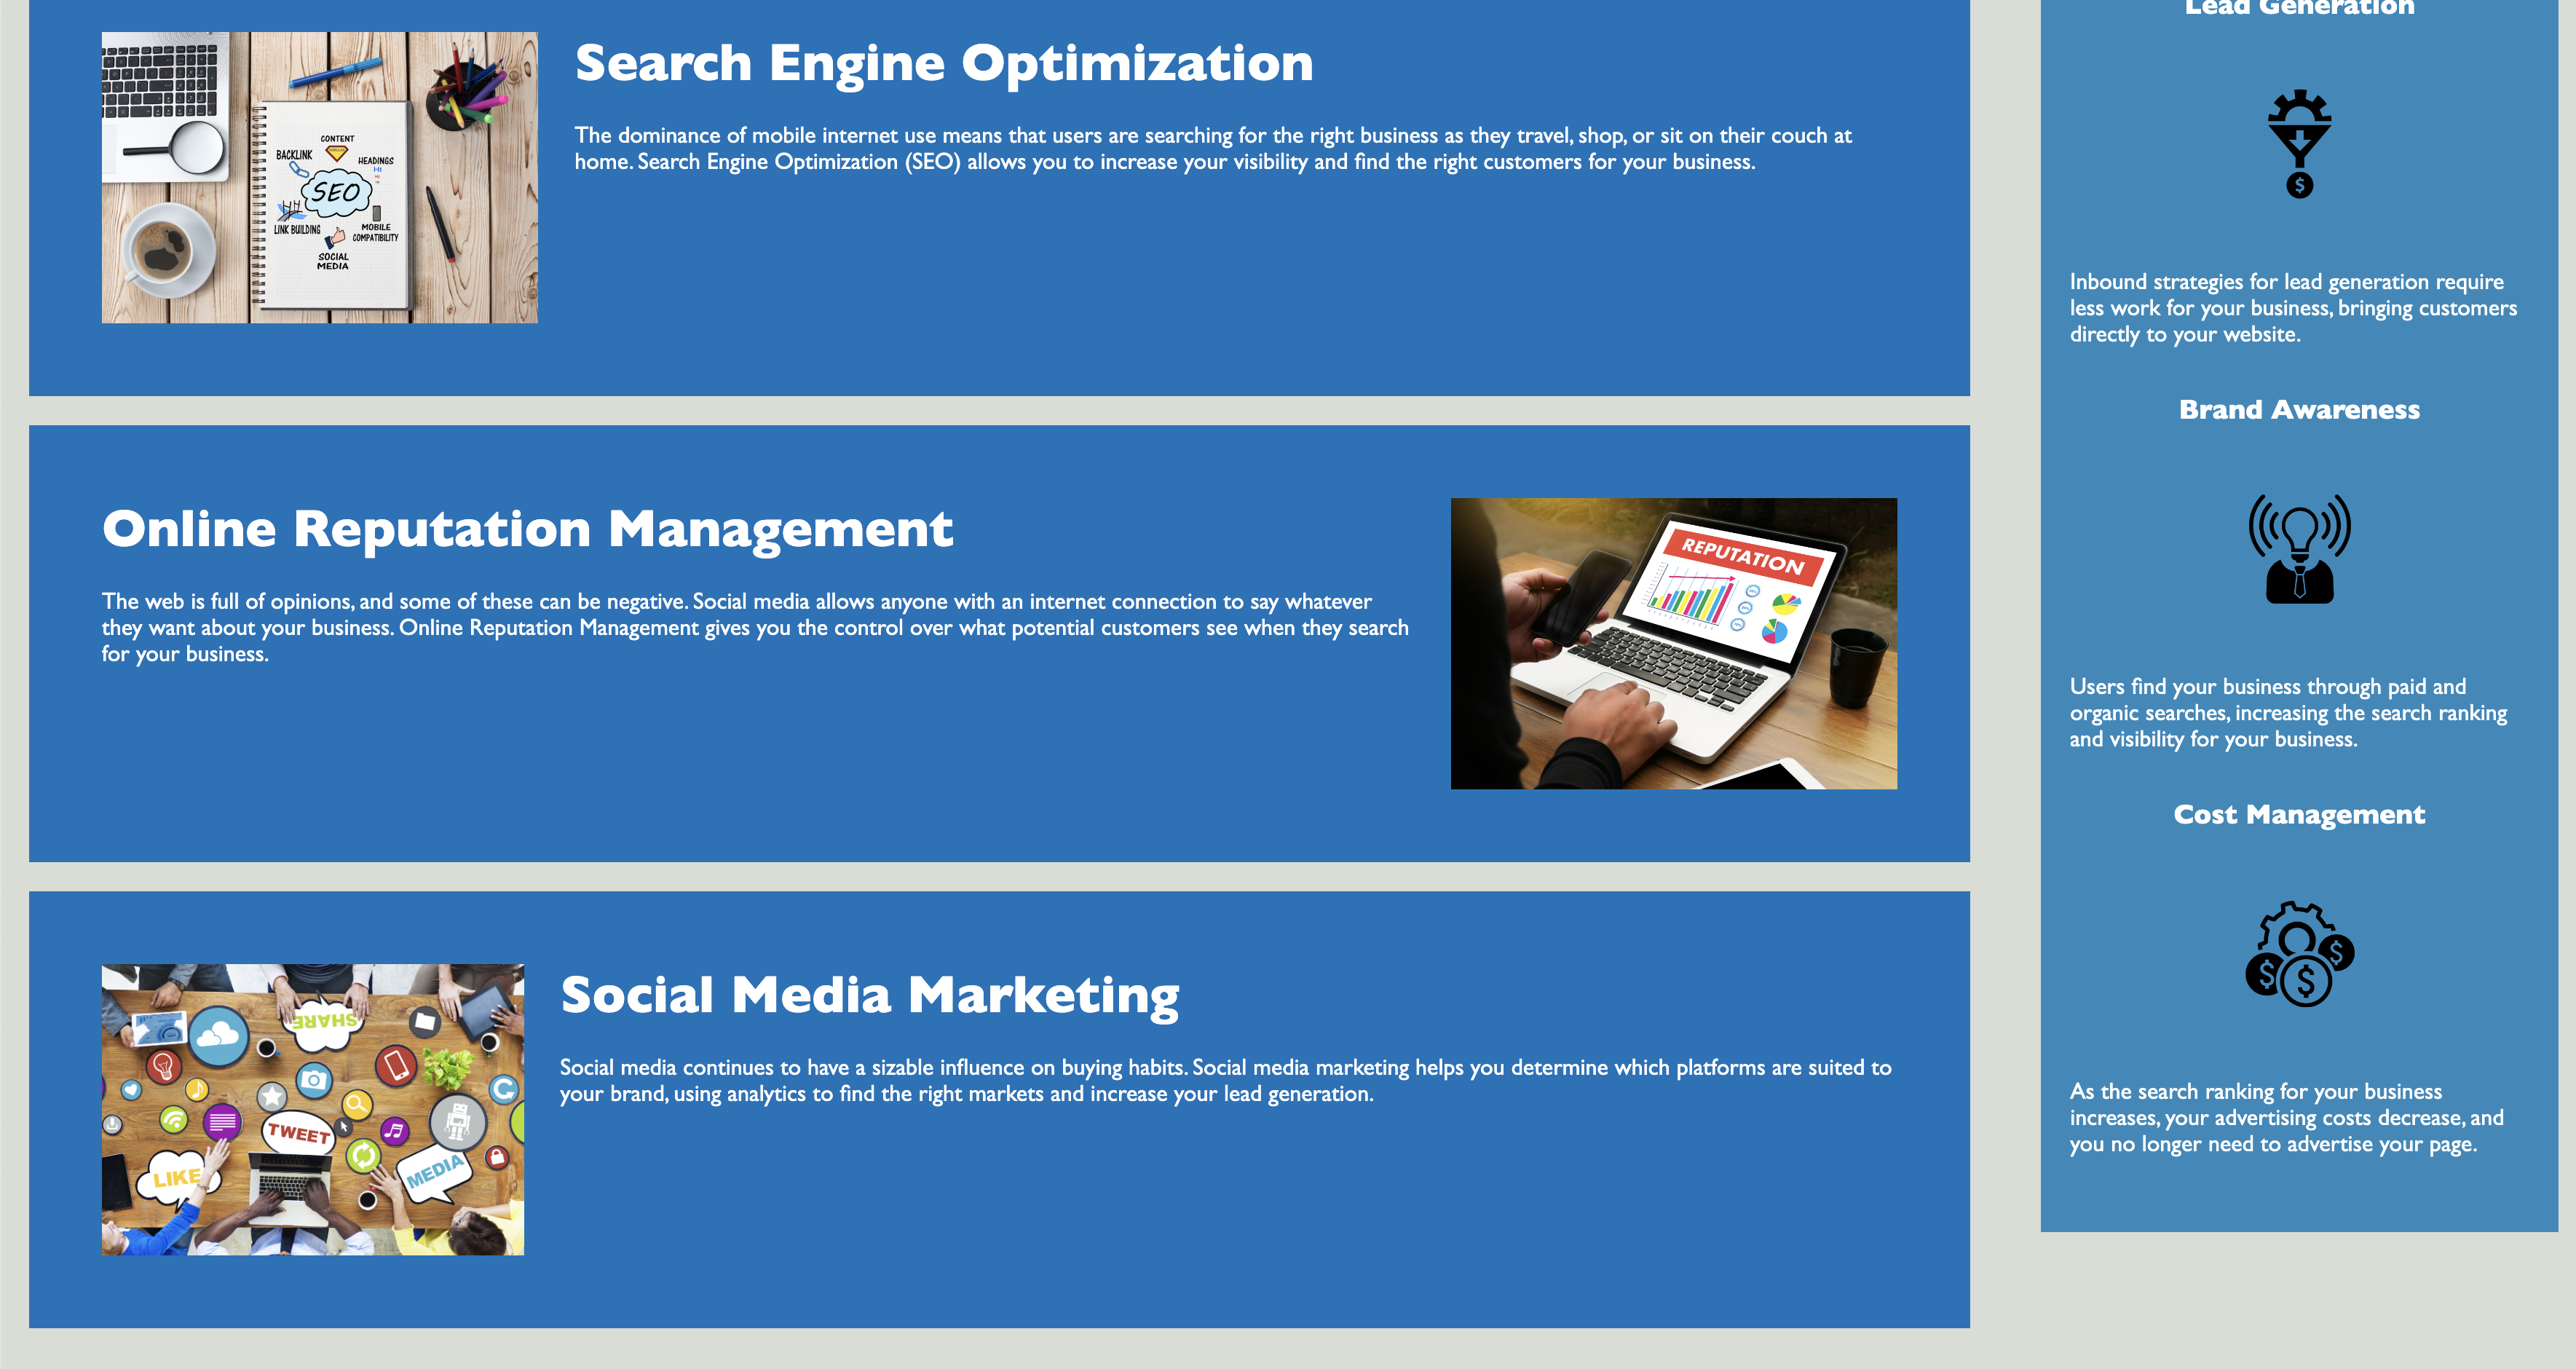 Search Engine Optimization
The dominance of mobile internet use means that users are searching for the right business as they travel, shop, or sit on their couch at
home. Search Engine Optimization (SEO) allows you to increase your visibility and find the right customers for your business.
CONTENT
BACKLINK
HEADINGS
H1
SEO
LINK BUILDING
MOBILE
COMPATIBILITY
SOCIAL
MEDIA
Online Reputation Management
The web is full of opinions, and some of these can be negative. Social media allows anyone with an internet connection to say whatever
they want about your business. Online Reputation Management gives you the control over what potential customers see when they search
for your business.
REPUTATION
Social Media Marketing
Social media continues to have a sizable influence on buying habits. Social media marketing helps you determine which platforms are suited to
your brand, using analytics to find the right markets and increase your lead generation.
SHARE
TWEET
LIKE
MEDIA
Lead Generation
$
Inbound strategies for lead generation require
less work for your business, bringing customers
directly to your website.
Brand Awareness
Users find your business through paid and
organic searches, increasing the search ranking
and visibility for your business.
Cost Management
$
$
$
As the search ranking for your business
increases, your advertising costs decrease, and
you no longer need to advertise your page.